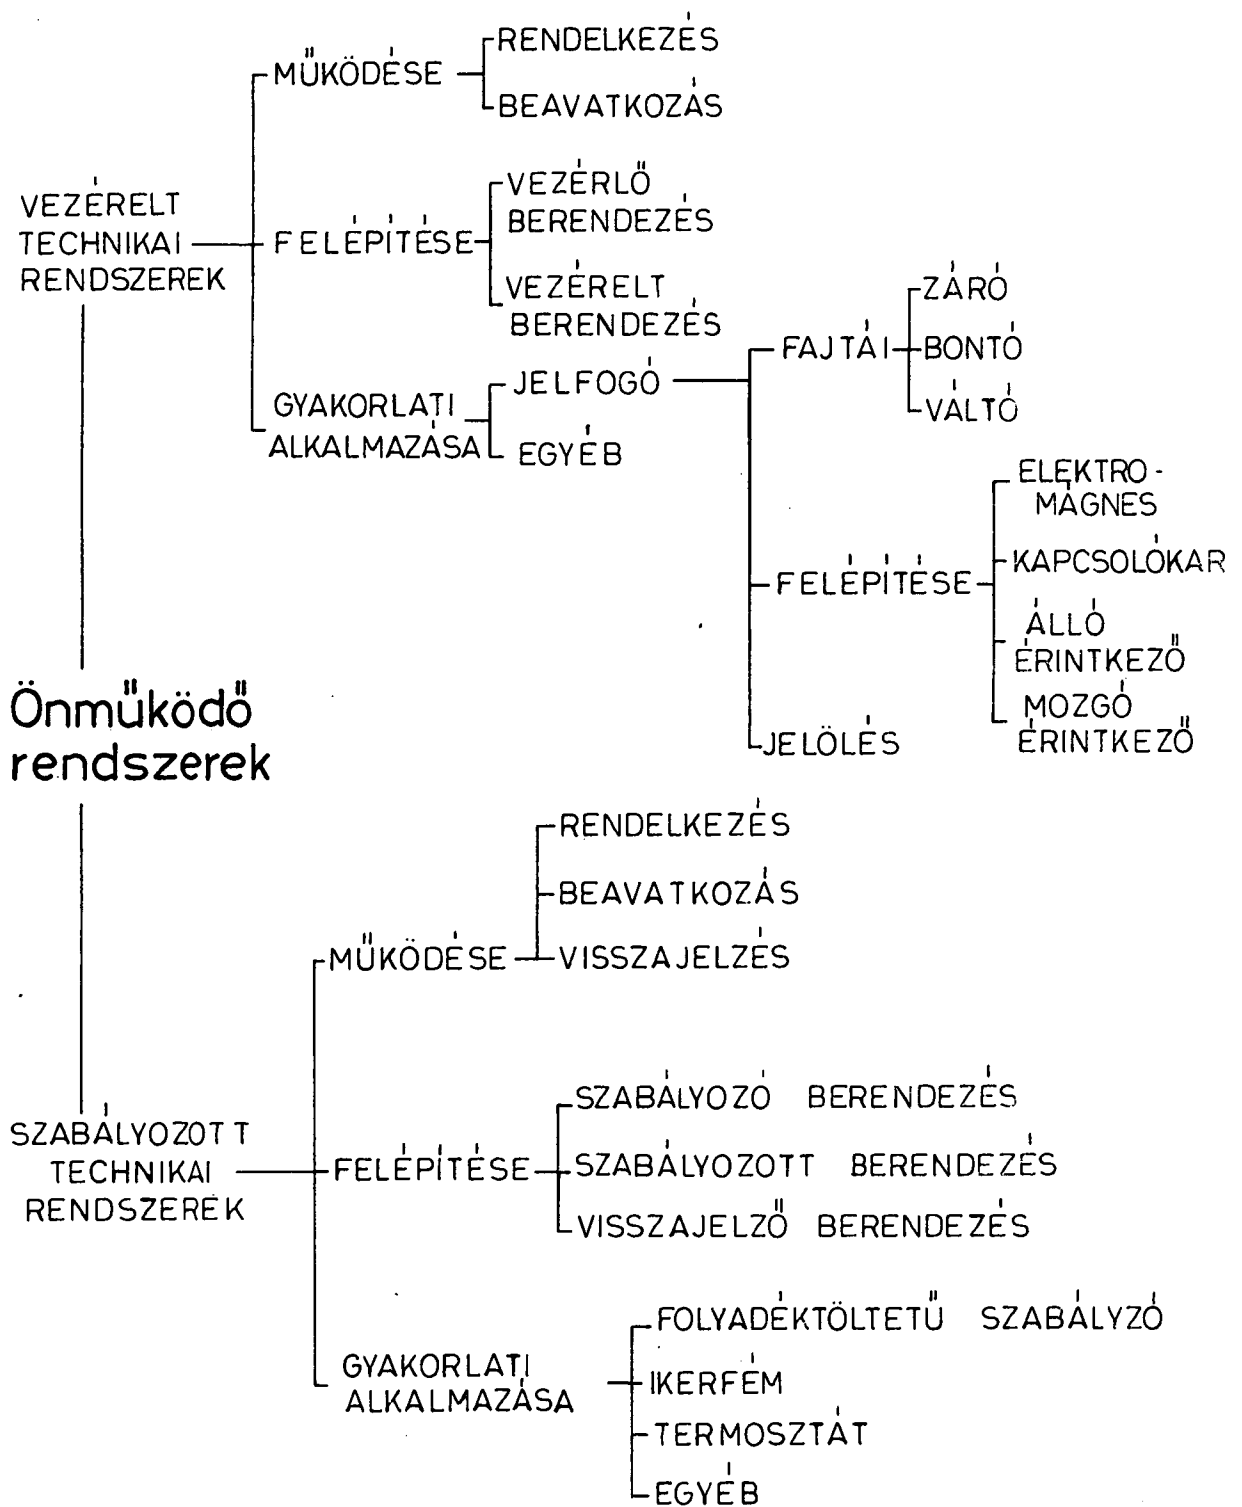 RENDELKEZÉS
MŰKÖDÉSE
BEAVATKOZÁS
VEZÉRELT
TECHNIKAI
RENDSZEREK
FELÉPÍTÉSE
VEZÉRLŐ
BERENDEZÉS
VEZÉRELT
BERENDEZÉS
GYAKORLATI
ALKALMAZÁSA
JELFOGÓ
EGYÉB
FAJTÁI
ZÁRÓ
BONTÓ
VÁLTÓ
FELÉPÍTÉSE
ELEKTRO-
MÁGNES
KAPCSOLÓKAR
ÁLLÓ
ÉRINTKEZŐ
MOZGÓ
ÉRINTKEZŐ
JELÖLÉS
Önműködő
rendszerek
RENDELKEZÉS
BEAVATKOZÁS
MŰKÖDÉSE
VISSZAJELZÉS
SZABÁLYOZOTT
TECHNIKAI
RENDSZEREK
FELÉPÍTÉSE
SZABÁLYOZÓ BERENDEZÉS
SZABÁLYOZOTT BERENDEZÉS
VISSZAJELZŐ BERENDEZÉS
GYAKORLATI
ALKALMAZÁSA
FOLYADÉKTÖLTETŰ SZABÁLYZÓ
IKERFÉM
TERMOSZTÁT
EGYÉB